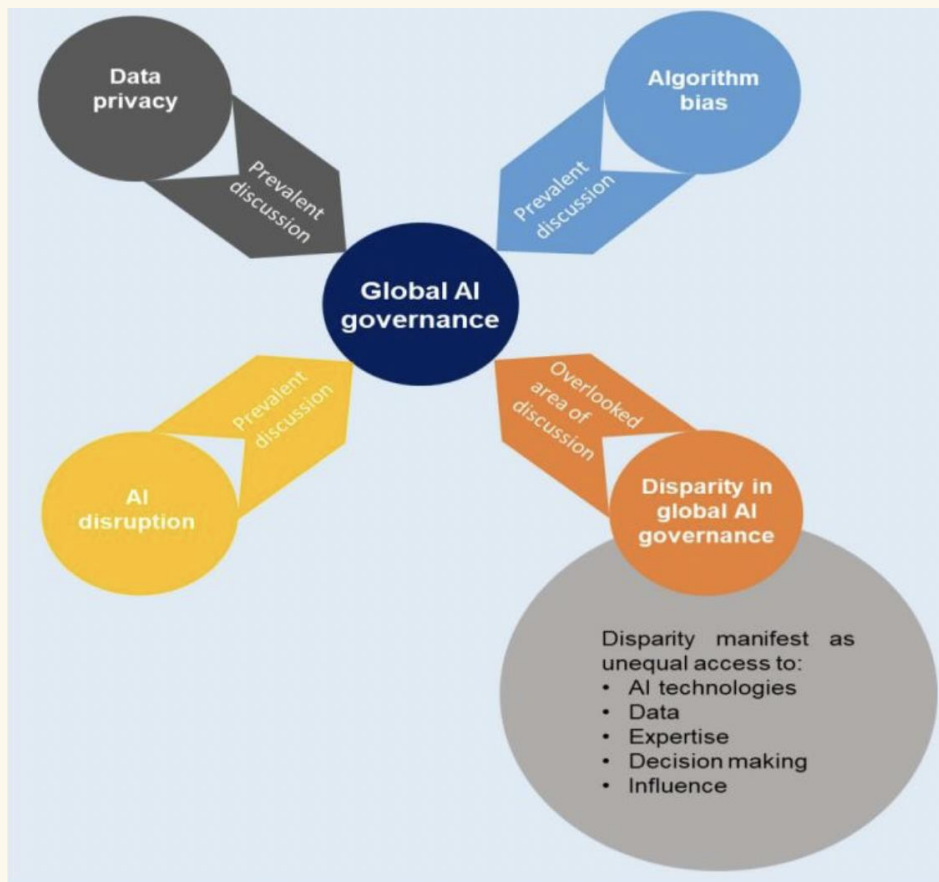 Data
privacy
Algorithm
bias
Prevalent
discussion
Prevalent
discussion
Global AI
governance
Prevalent
discussion
Overlooked
area of
discussion
AI
disruption
Disparity in
global AI
governance
Disparity manifest as
unequal access to:
• AI technologies
• Data
• Expertise
• Decision making
• Influence